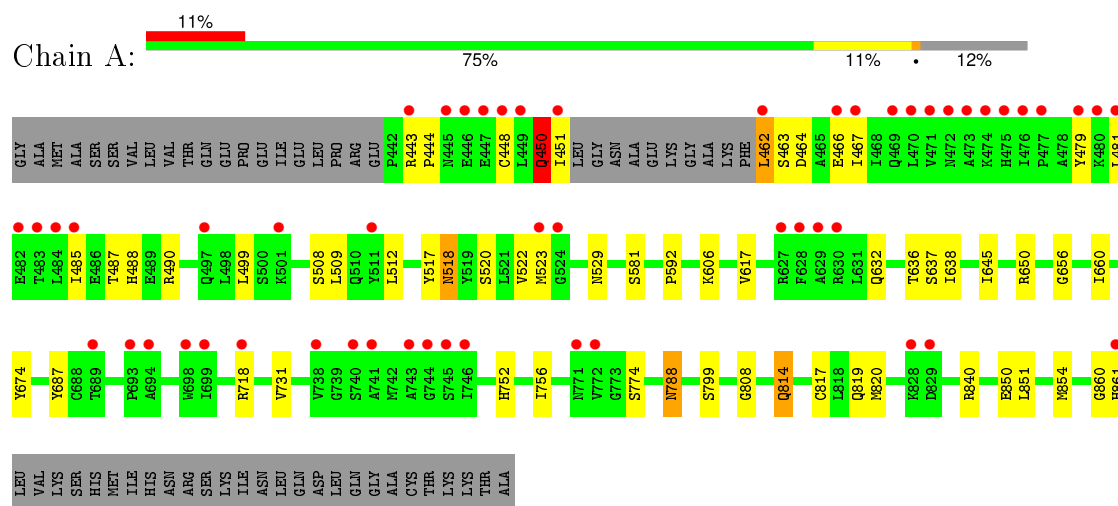 11%
Chain A:
75% 11% • 12%
GLY ALA MET ALA SER SER VAL LEU VAL THR GLN GLU PRO GLU ILE GLU LEU PRO ARG GLU P442 R443 P444 N445 E446 E447 C448 L449 Q450 I451 LEU GLY ASN ALA GLU LYS GLY ALA LYS PHE L462 S463 D464 A465 E466 I467 I468 Q469 L470 V471 N472 A473 K474 H475 I476 P477 A478 Y479 K480 L481
E482 T483 L484 I485 E486 T487 H488 E489 R490 Q497 L498 L499 S500 K501 S508 L509 Q510 Y511 L512 Y517 N518 Y519 S520 L521 V522 M523 G524 N529 S581 P592 K606 V617 R627 F628 A629 R630 L631 Q632 T636 S637 I638 I645 R650 G656 I660
Y674 Y687 C688 T689 P693 A694 W698 I699 R718 V731 V738 G739 S740 A741 M742 A743 G744 S745 I746 H752 I756 N771 V772 G773 S774 N788 S799 G808 Q814 C817 L818 Q819 M820 K828 D829 R840 E850 L851 M854 G860 H861
LEU VAL LYS SER HIS MET ILE HIS ASN ARG SER LYS ILE ASN LEU GLN ASP LEU GLN GLY ALA CYS THR LYS LYS THR ALA